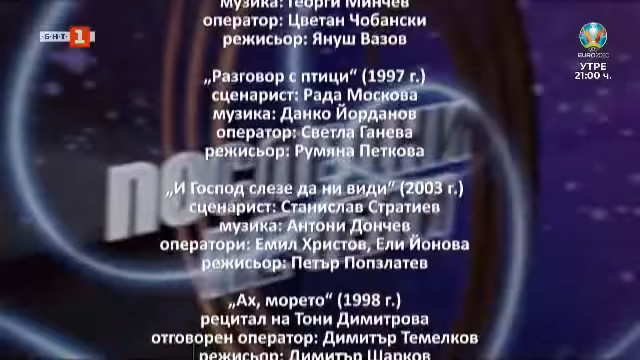 музика: Георги Минчев
оператор: Цветан Чобански
режисьор: Януш Вазов
„Разговор с птици“ (1997 г.)
сценарист: Рада Москова
музика: Данко Йорданов
оператор: Светла Ганева
режисьор: Румяна Петкова
„И Господ слезе да ни види“ (2003 г.)
сценарист: Станислав Стратиев
музика: Антони Дончев
оператори: Емил Христов, Ели Йонова
режисьор: Петър Попзлатев
„Ах, морето“ (1998 г.)
рецитал на Тони Димитрова
отговорен оператор: Димитър Темелков
режисьор: Димитър Шарков
БНТ 1
EURO2020
УТРЕ
21:00 ч.